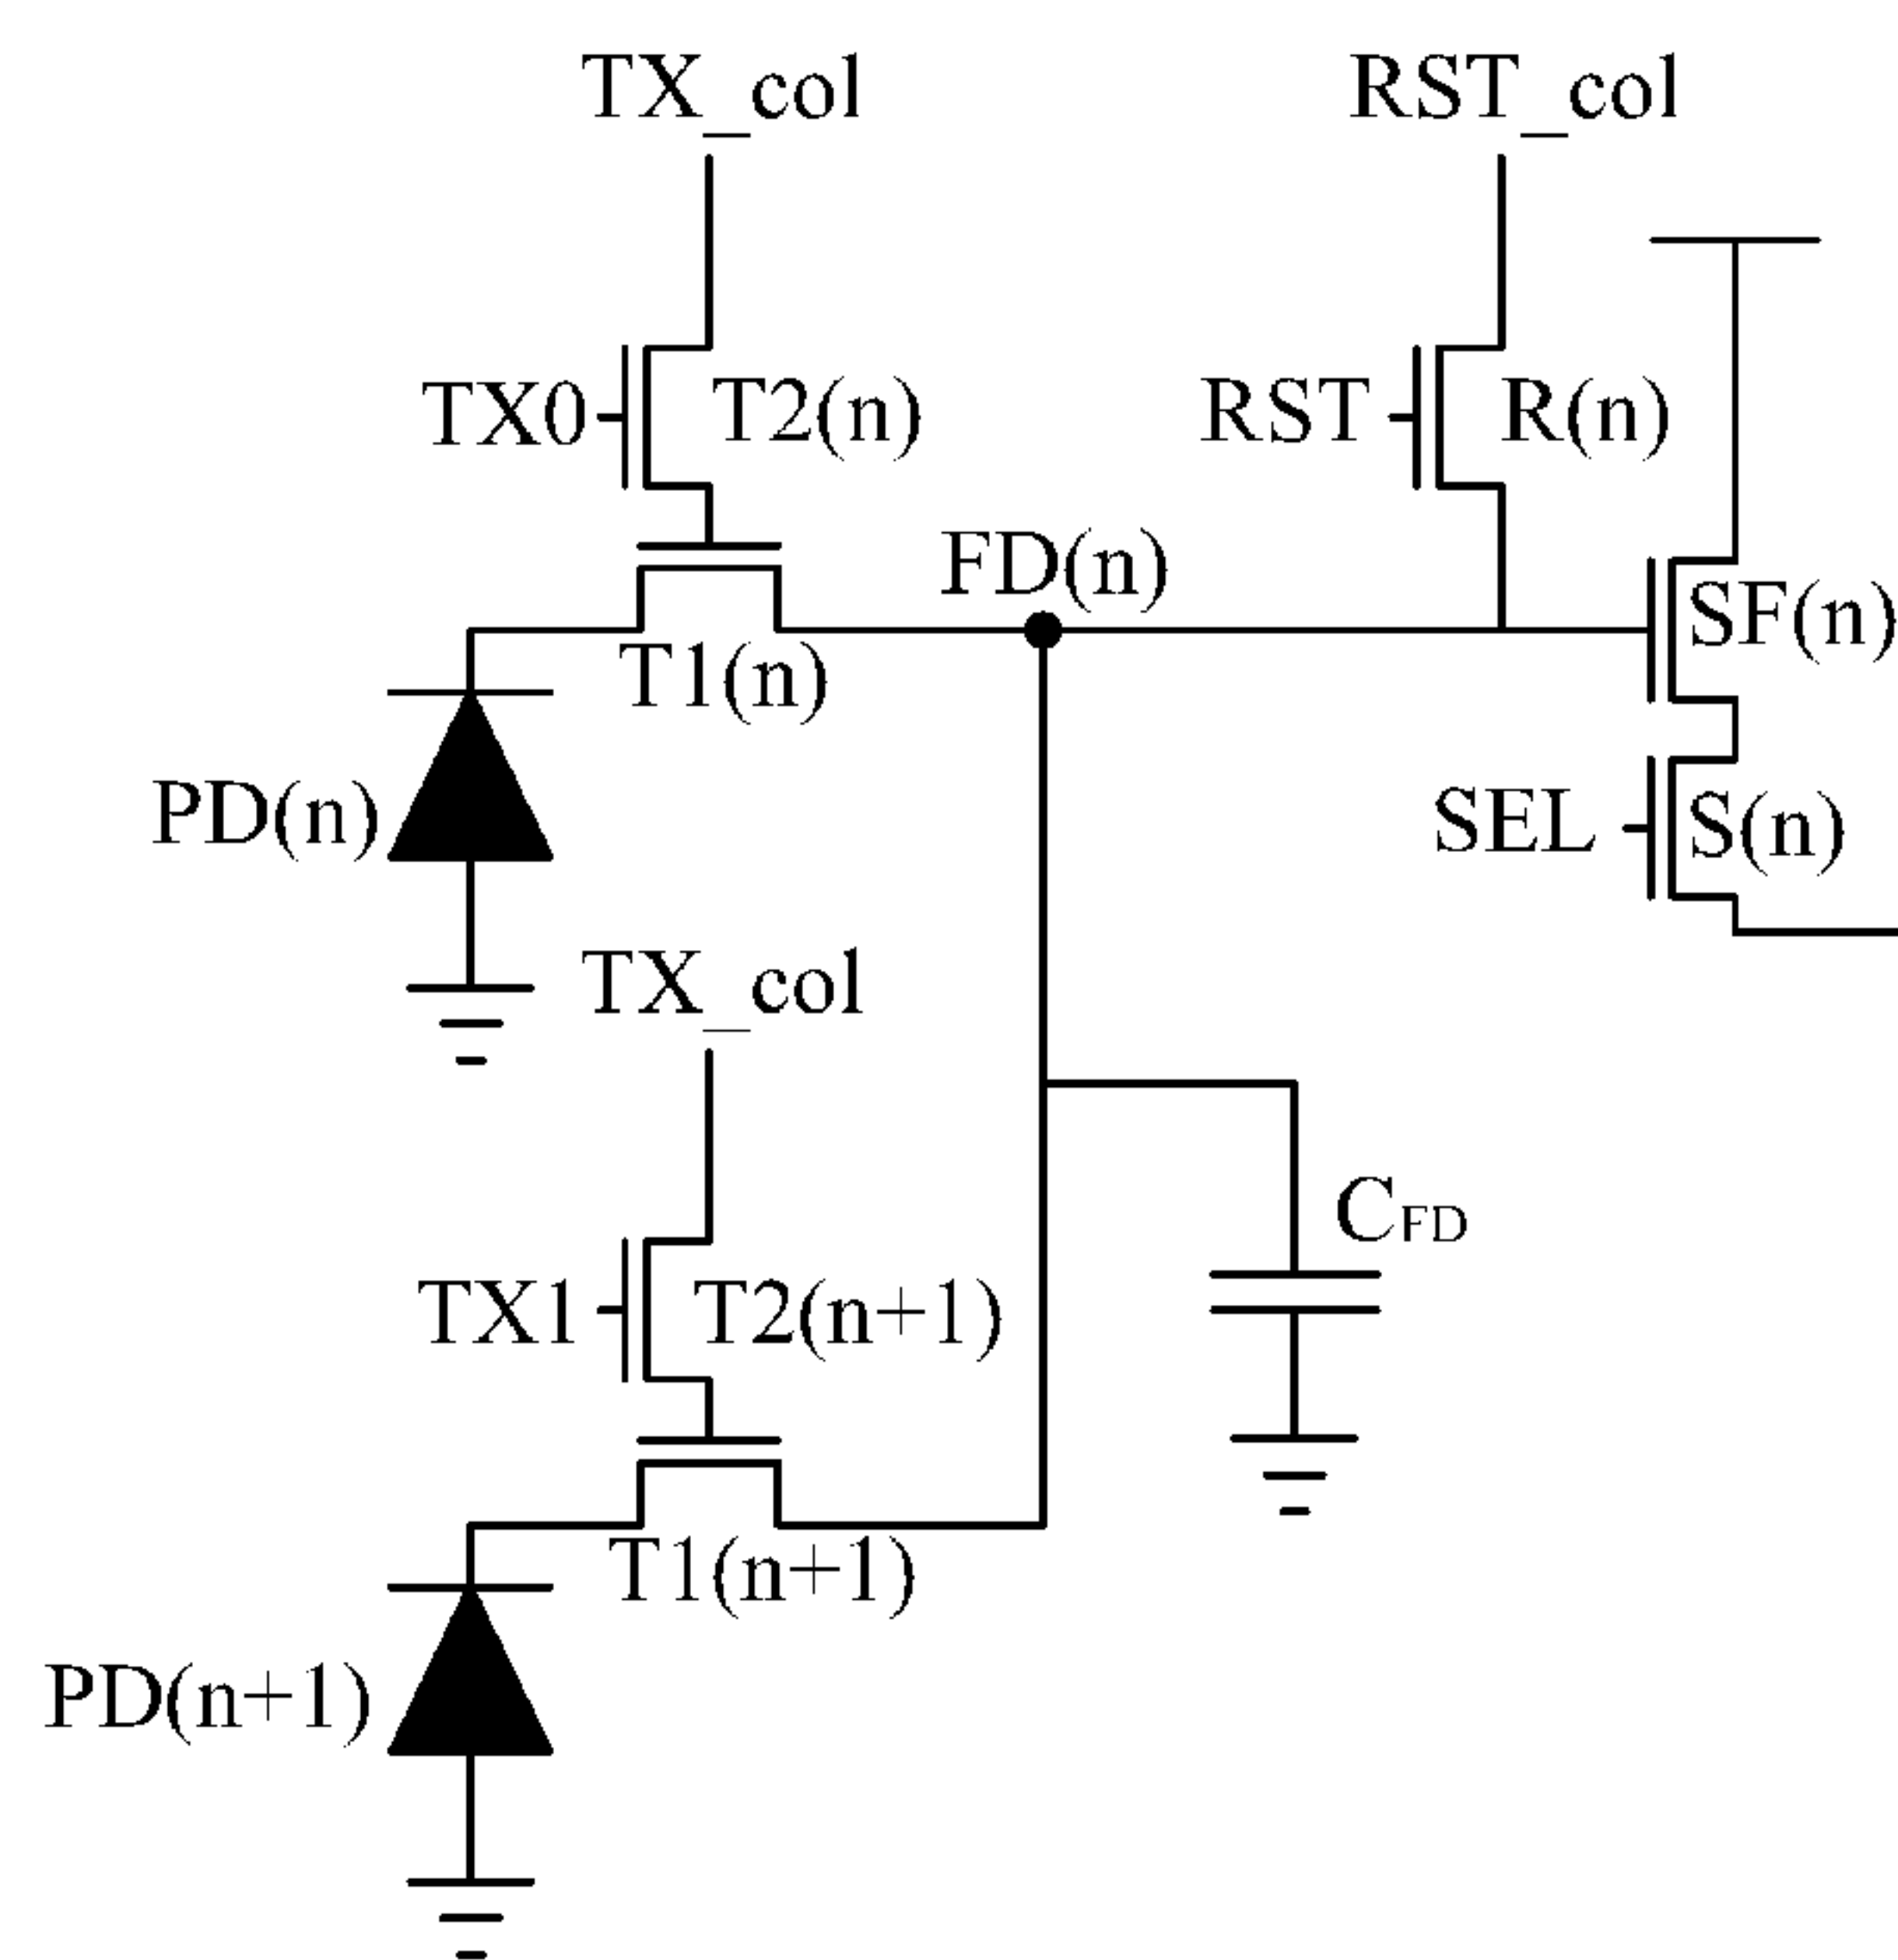 TX_col
RST_col
TX0
T2(n)
RST
R(n)
FD(n)
SF(n)
T1(n)
PD(n)
SEL
S(n)
TX_col
CFD
TX1
T2(n+1)
T1(n+1)
PD(n+1)